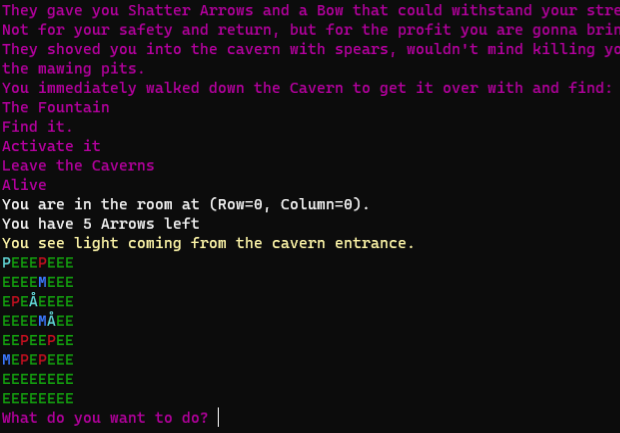 They gave you Shatter Arrows and a Bow that could withstand your stre
Not for your safety and return, but for the profit you are gonna brin
They shoved you into the cavern with spears, wouldn't mind killing yo
the mawing pits.
You immediately walked down the Cavern to get it over with and find:
The Fountain
Find it.
Activate it
Leave the Caverns
Alive
You are in the room at (Row=0, Column=0).
You have 5 Arrows left
You see light coming from the cavern entrance.
PEEEPEEE
EEEEMEEE
EPEÅEEEE
EEEEMÅEE
EEPEEPEE
MEPEPEEE
EEEEEEEE
EEEEEEEE
What do you want to do?